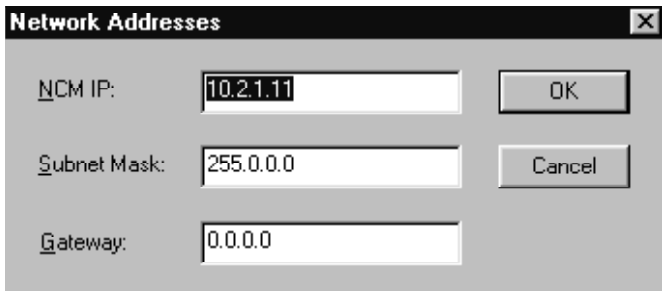 Network Addresses
NCM IP: 10.2.1.11 OK
Subnet Mask: 255.0.0.0 Cancel
Gateway: 0.0.0.0